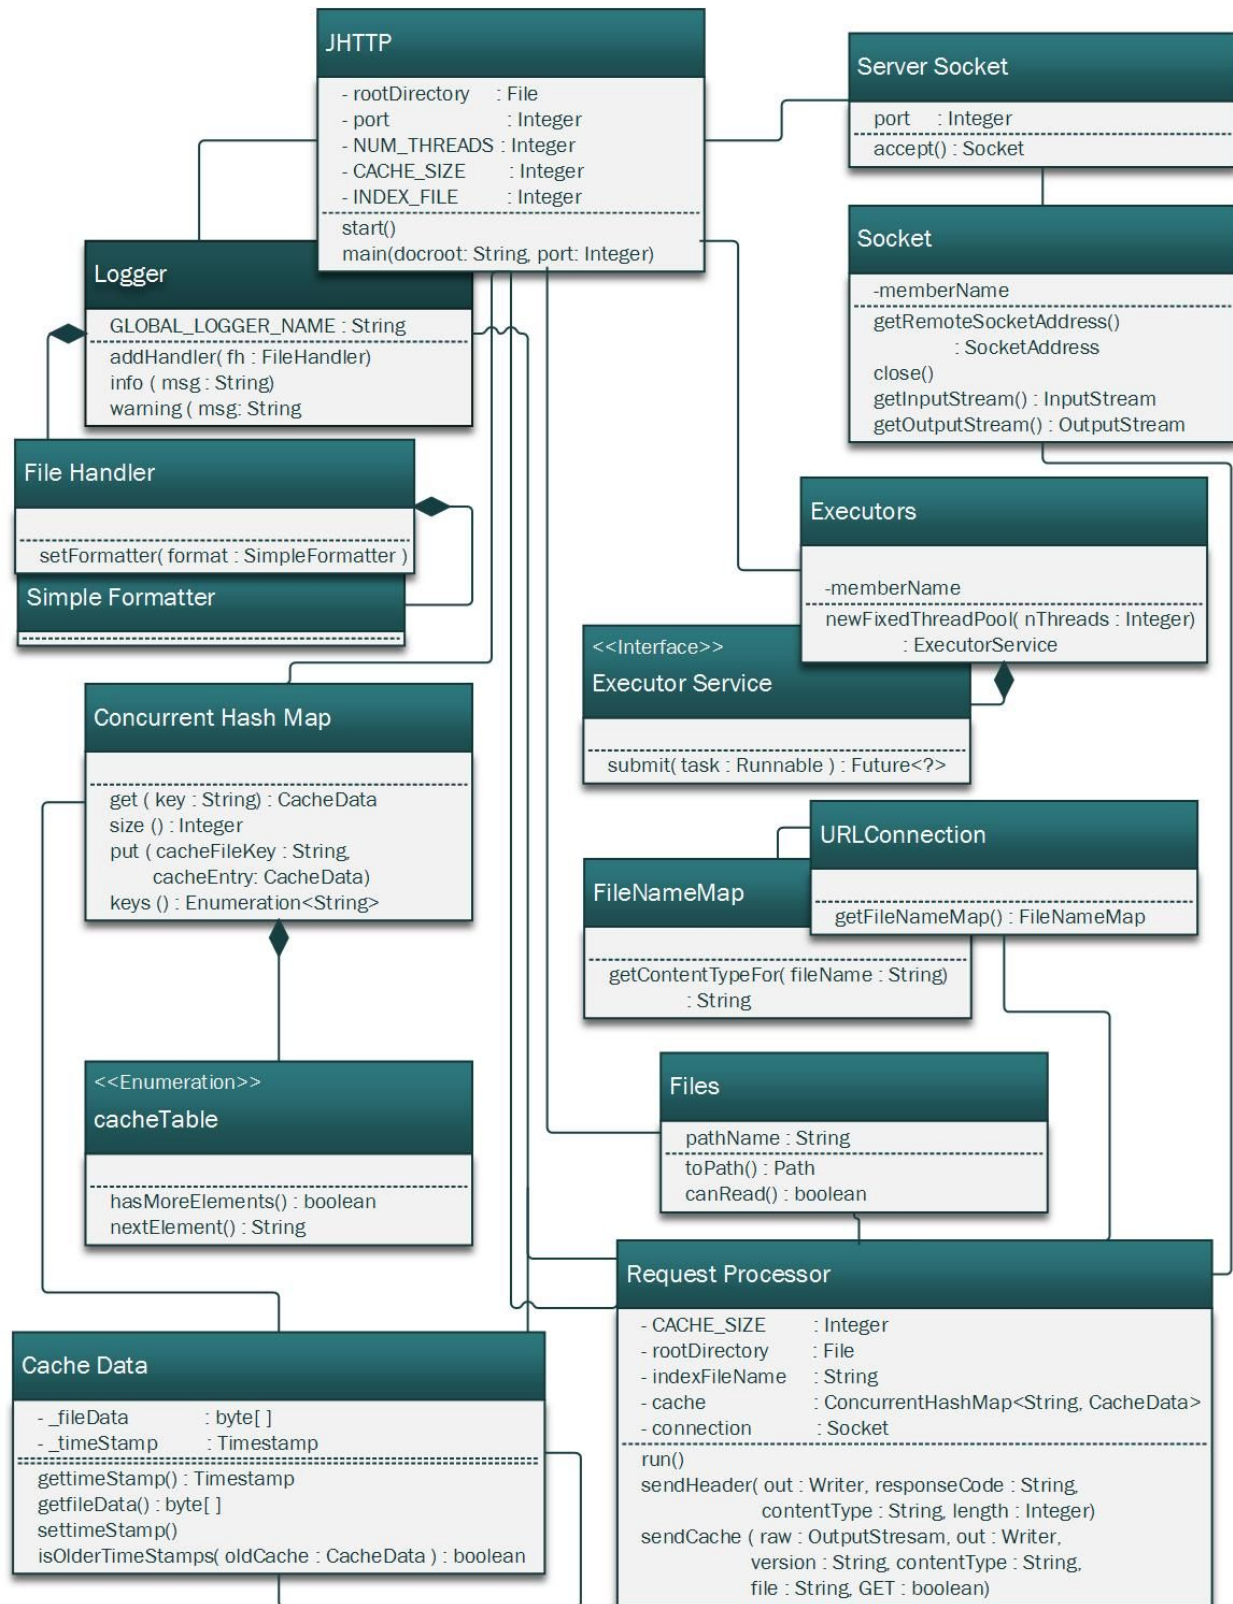 JHTTP
- rootDirectory : File
- port : Integer
- NUM_THREADS : Integer
- CACHE_SIZE : Integer
- INDEX_FILE : Integer
start()
main(docroot: String, port: Integer)
Server Socket
port : Integer
accept() : Socket
Logger
GLOBAL_LOGGER_NAME : String
addHandler( fh : FileHandler)
info ( msg : String)
warning ( msg: String
Socket
-memberName
getRemoteSocketAddress()
: SocketAddress
close()
getInputStream() : InputStream
getOutputStream() : OutputStream
File Handler
setFormatter( format : SimpleFormatter )
Simple Formatter
Executors
-memberName
newFixedThreadPool( nThreads : Integer)
: ExecutorService
<<Interface>>
Executor Service
submit( task : Runnable ) : Future<?>
Concurrent Hash Map
get ( key : String) : CacheData
size () : Integer
put ( cacheFileKey : String,
cacheEntry: CacheData)
keys () : Enumeration<String>
URLConnection
getFileNameMap() : FileNameMap
FileNameMap
getContentTypeFor( fileName : String)
: String
<<Enumeration>>
cacheTable
hasMoreElements() : boolean
nextElement() : String
Files
pathName : String
toPath() : Path
canRead() : boolean
Request Processor
- CACHE_SIZE : Integer
- rootDirectory : File
- indexFileName : String
- cache : ConcurrentHashMap<String, CacheData>
- connection : Socket
run()
sendHeader( out : Writer, responseCode : String,
contentType : String, length : Integer)
sendCache ( raw : OutputStresam, out : Writer,
version : String, contentType : String,
file : String, GET : boolean)
Cache Data
- _fileData : byte[ ]
- _timeStamp : Timestamp
gettimeStamp() : Timestamp
getfileData() : byte[ ]
settimeStamp()
isOlderTimeStamps( oldCache : CacheData ) : boolean